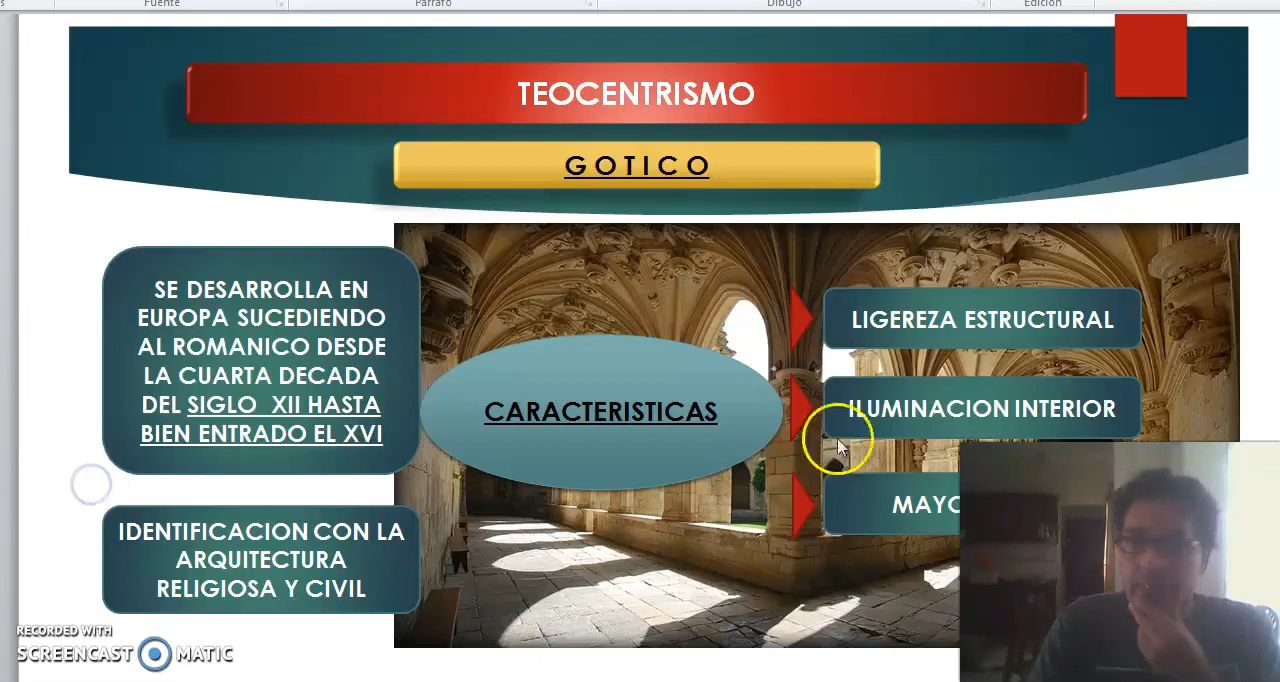 Fuente
Párrafo
Dibujo
Edición
TEOCENTRISMO
G O T I C O
SE DESARROLLA EN
EUROPA SUCEDIENDO
AL ROMANICO DESDE
LA CUARTA DECADA
DEL SIGLO XII HASTA
BIEN ENTRADO EL XVI
IDENTIFICACION CON LA
ARQUITECTURA
RELIGIOSA Y CIVIL
CARACTERISTICAS
LIGEREZA ESTRUCTURAL
ILUMINACION INTERIOR
RECORDED WITH
SCREENCAST MATIC